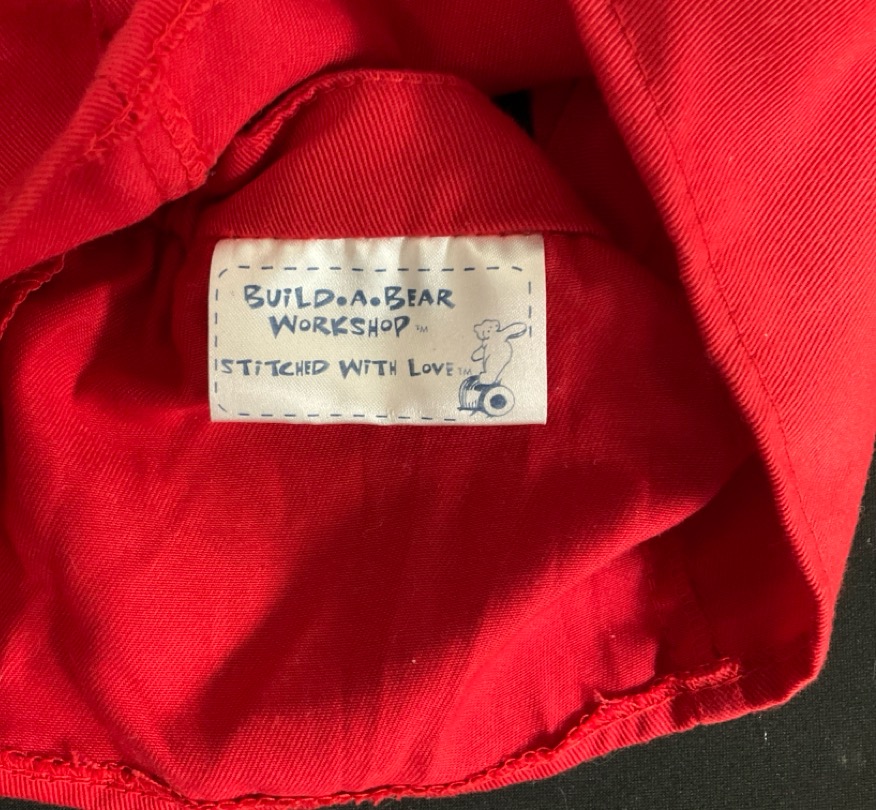 BUiLD•A•BEAR
WORKSHOP™
STiTCHED WiTH LOVE™